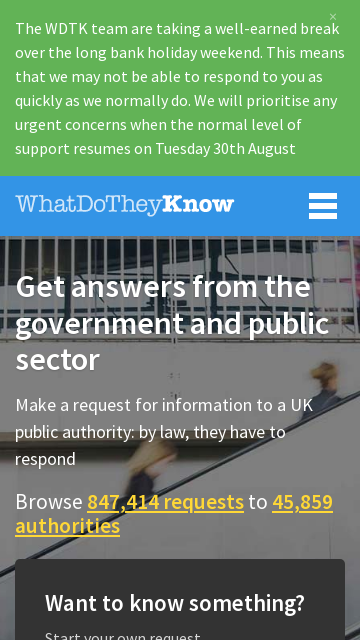 ×
The WDTK team are taking a well-earned break
over the long bank holiday weekend. This means
that we may not be able to respond to you as
quickly as we normally do. We will prioritise any
urgent concerns when the normal level of
support resumes on Tuesday 30th August
WhatDoTheyKnow
Get answers from the
government and public
sector
Make a request for information to a UK
public authority: by law, they have to
respond
Browse 847,414 requests to 45,859
authorities
Want to know something?
Start your own request